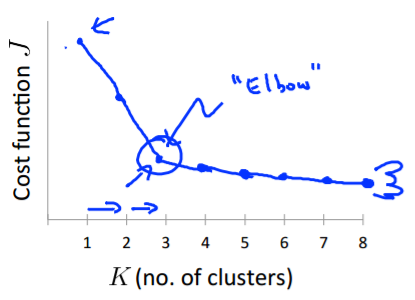 "Elbow"
Cost function J
1 2 3 4 5 6 7 8
K (no. of clusters)